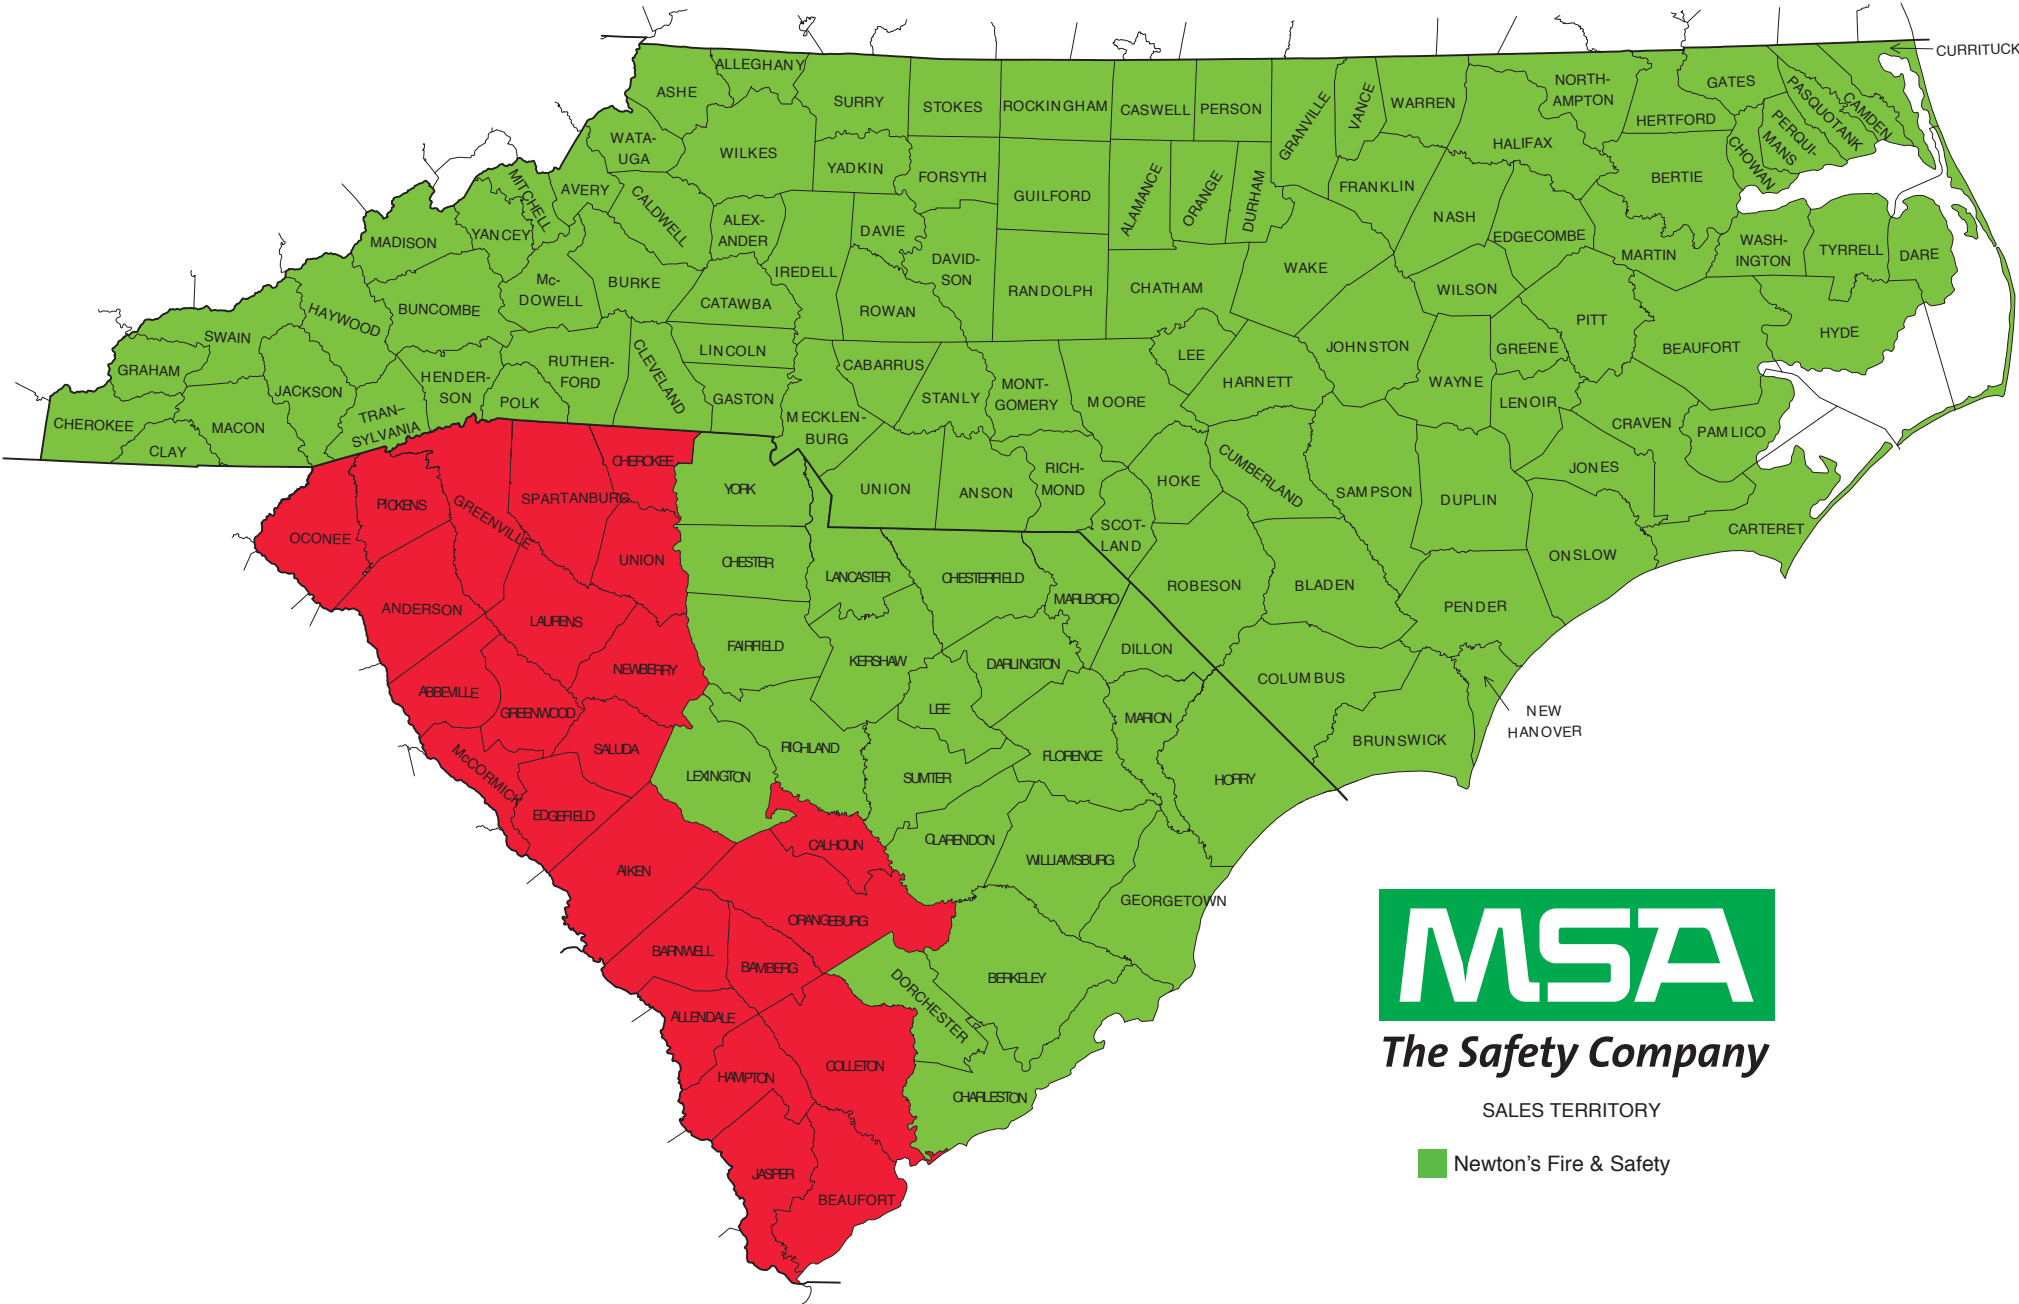 CURRITUCK
ALLEGHANY
ASHE
SURRY
STOKES
ROCKINGHAM
CASWELL
PERSON
GRANVILLE
VANCE
WARREN
NORTH-
AMPTON
GATES
HERTFORD
PASQUOTANK
CAMDEN
PERQUI-
MANS
CHOWAN
WATA-
UGA
WILKES
YADKIN
FORSYTH
GUILFORD
ALAMANCE
ORANGE
DURHAM
FRANKLIN
HALIFAX
BERTIE
MITCHELL
AVERY
CALDWELL
ALEX-
ANDER
DAVIE
NASH
EDGECOMBE
MARTIN
WASH-
INGTON
TYRRELL
DARE
MADISON
YANCEY
Mc-
DOWELL
BURKE
IREDELL
DAVID-
SON
RANDOLPH
CHATHAM
WAKE
WILSON
PITT
BEAUFORT
HYDE
HAYWOOD
BUNCOMBE
CATAWBA
ROWAN
SWAIN
GRAHAM
JACKSON
HENDER-
SON
RUTHER-
FORD
CLEVELAND
LINCOLN
CABARRUS
LEE
JOHNSTON
GREENE
CHEROKEE
CLAY
MACON
TRAN–
SYLVANIA
POLK
GASTON
MECKLEN-
BURG
STANLY
MONT-
GOMERY
MOORE
HARNETT
WAYNE
LENOIR
CRAVEN
PAMLICO
UNION
ANSON
RICH-
MOND
HOKE
CUMBERLAND
SAMPSON
DUPLIN
JONES
CARTERET
SCOT-
LAND
ROBESON
BLADEN
ONSLOW
PENDER
COLUMBUS
BRUNSWICK
NEW
HANOVER
OCONEE
PICKENS
GREENVILLE
SPARTANBURG
CHEROKEE
YORK
UNION
CHESTER
LANCASTER
CHESTERFIELD
MARLBORO
ANDERSON
LAURENS
NEWBERRY
FAIRFIELD
KERSHAW
DARLINGTON
DILLON
ABBEVILLE
GREENWOOD
SALUDA
LEXINGTON
RICHLAND
LEE
SUMTER
FLORENCE
MARION
HORRY
McCORMICK
EDGEFIELD
AIKEN
CALHOUN
CLARENDON
WILLIAMSBURG
GEORGETOWN
ORANGEBURG
BARNWELL
BAMBERG
DORCHESTER
BERKELEY
ALLENDALE
HAMPTON
COLLETON
CHARLESTON
JASPER
BEAUFORT
MSA
The Safety Company
SALES TERRITORY
Newton's Fire & Safety